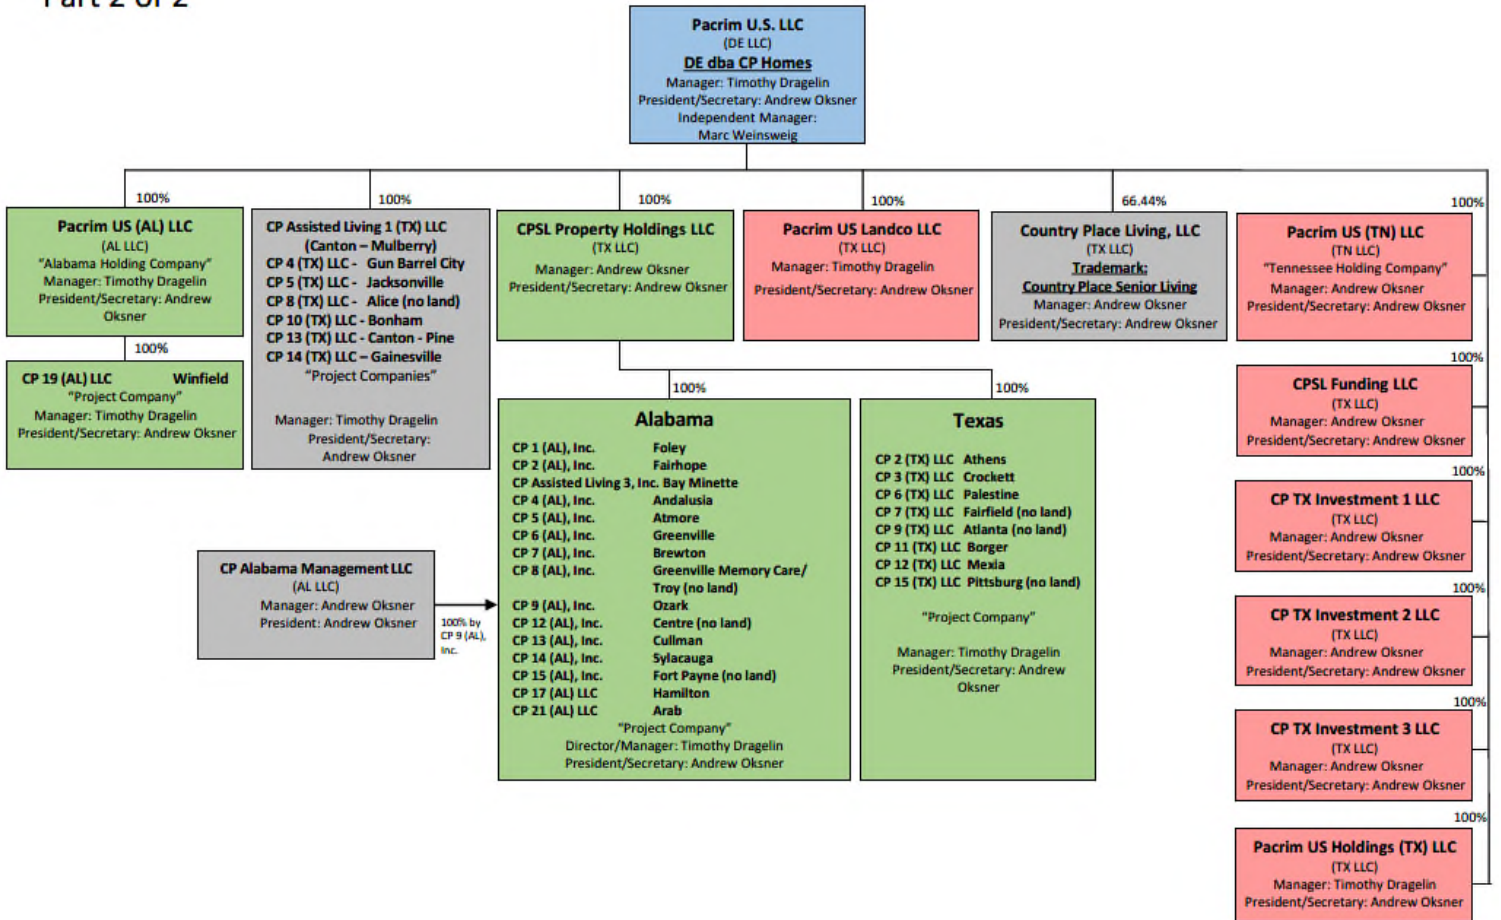 Part 2 of 2
Pacrim U.S. LLC
(DE LLC)
DE dba CP Homes
Manager: Timothy Dragelin
President/Secretary: Andrew Oksner
Independent Manager:
Marc Weinsweig
100%
Pacrim US (AL) LLC
(AL LLC)
"Alabama Holding Company"
Manager: Timothy Dragelin
President/Secretary: Andrew
Oksner
100%
CP 19 (AL) LLC Winfield
"Project Company"
Manager: Timothy Dragelin
President/Secretary: Andrew Oksner
100%
CP Assisted Living 1 (TX) LLC
(Canton – Mulberry)
CP 4 (TX) LLC - Gun Barrel City
CP 5 (TX) LLC - Jacksonville
CP 8 (TX) LLC - Alice (no land)
CP 10 (TX) LLC - Bonham
CP 13 (TX) LLC - Canton - Pine
CP 14 (TX) LLC – Gainesville
"Project Companies"
Manager: Timothy Dragelin
President/Secretary:
Andrew Oksner
100%
CPSL Property Holdings LLC
(TX LLC)
Manager: Andrew Oksner
President/Secretary: Andrew Oksner
100%
Pacrim US Landco LLC
(TX LLC)
Manager: Timothy Dragelin
President/Secretary: Andrew Oksner
66.44%
Country Place Living, LLC
(TX LLC)
Trademark:
Country Place Senior Living
Manager: Andrew Oksner
President/Secretary: Andrew Oksner
100%
Pacrim US (TN) LLC
(TN LLC)
"Tennessee Holding Company"
Manager: Andrew Oksner
President/Secretary: Andrew Oksner
100%
CPSL Funding LLC
(TX LLC)
Manager: Andrew Oksner
President/Secretary: Andrew Oksner
100%
CP TX Investment 1 LLC
(TX LLC)
Manager: Andrew Oksner
President/Secretary: Andrew Oksner
100%
CP TX Investment 2 LLC
(TX LLC)
Manager: Andrew Oksner
President/Secretary: Andrew Oksner
100%
CP TX Investment 3 LLC
(TX LLC)
Manager: Andrew Oksner
President/Secretary: Andrew Oksner
100%
Pacrim US Holdings (TX) LLC
(TX LLC)
Manager: Timothy Dragelin
President/Secretary: Andrew Oksner
100%
Alabama
CP 1 (AL), Inc. Foley
CP 2 (AL), Inc. Fairhope
CP Assisted Living 3, Inc. Bay Minette
CP 4 (AL), Inc. Andalusia
CP 5 (AL), Inc. Atmore
CP 6 (AL), Inc. Greenville
CP 7 (AL), Inc. Brewton
CP 8 (AL), Inc. Greenville Memory Care/
Troy (no land)
CP 9 (AL), Inc. Ozark
CP 12 (AL), Inc. Centre (no land)
CP 13 (AL), Inc. Cullman
CP 14 (AL), Inc. Sylacauga
CP 15 (AL), Inc. Fort Payne (no land)
CP 17 (AL) LLC Hamilton
CP 21 (AL) LLC Arab
"Project Company"
Director/Manager: Timothy Dragelin
President/Secretary: Andrew Oksner
100%
Texas
CP 2 (TX) LLC Athens
CP 3 (TX) LLC Crockett
CP 6 (TX) LLC Palestine
CP 7 (TX) LLC Fairfield (no land)
CP 9 (TX) LLC Atlanta (no land)
CP 11 (TX) LLC Borger
CP 12 (TX) LLC Mexia
CP 15 (TX) LLC Pittsburg (no land)
"Project Company"
Manager: Timothy Dragelin
President/Secretary: Andrew
Oksner
CP Alabama Management LLC
(AL LLC)
Manager: Andrew Oksner
President: Andrew Oksner
100% by
CP 9 (AL),
Inc.